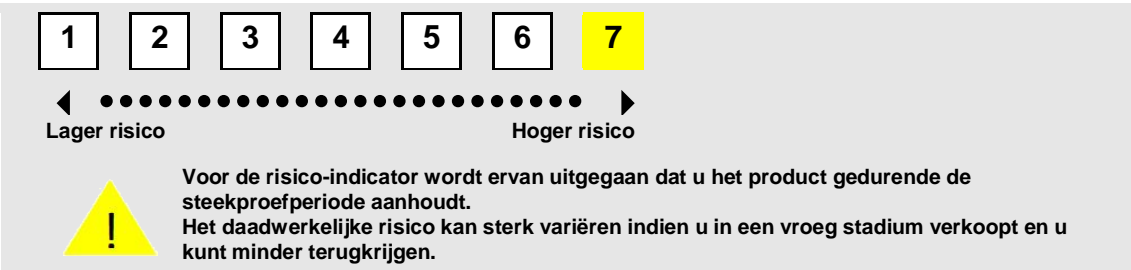 1 2 3 4 5 6 7
Lager risico Hoger risico
!
Voor de risico-indicator wordt ervan uitgegaan dat u het product gedurende de
steekproefperiode aanhoudt.
Het daadwerkelijke risico kan sterk variëren indien u in een vroeg stadium verkoopt en u
kunt minder terugkrijgen.